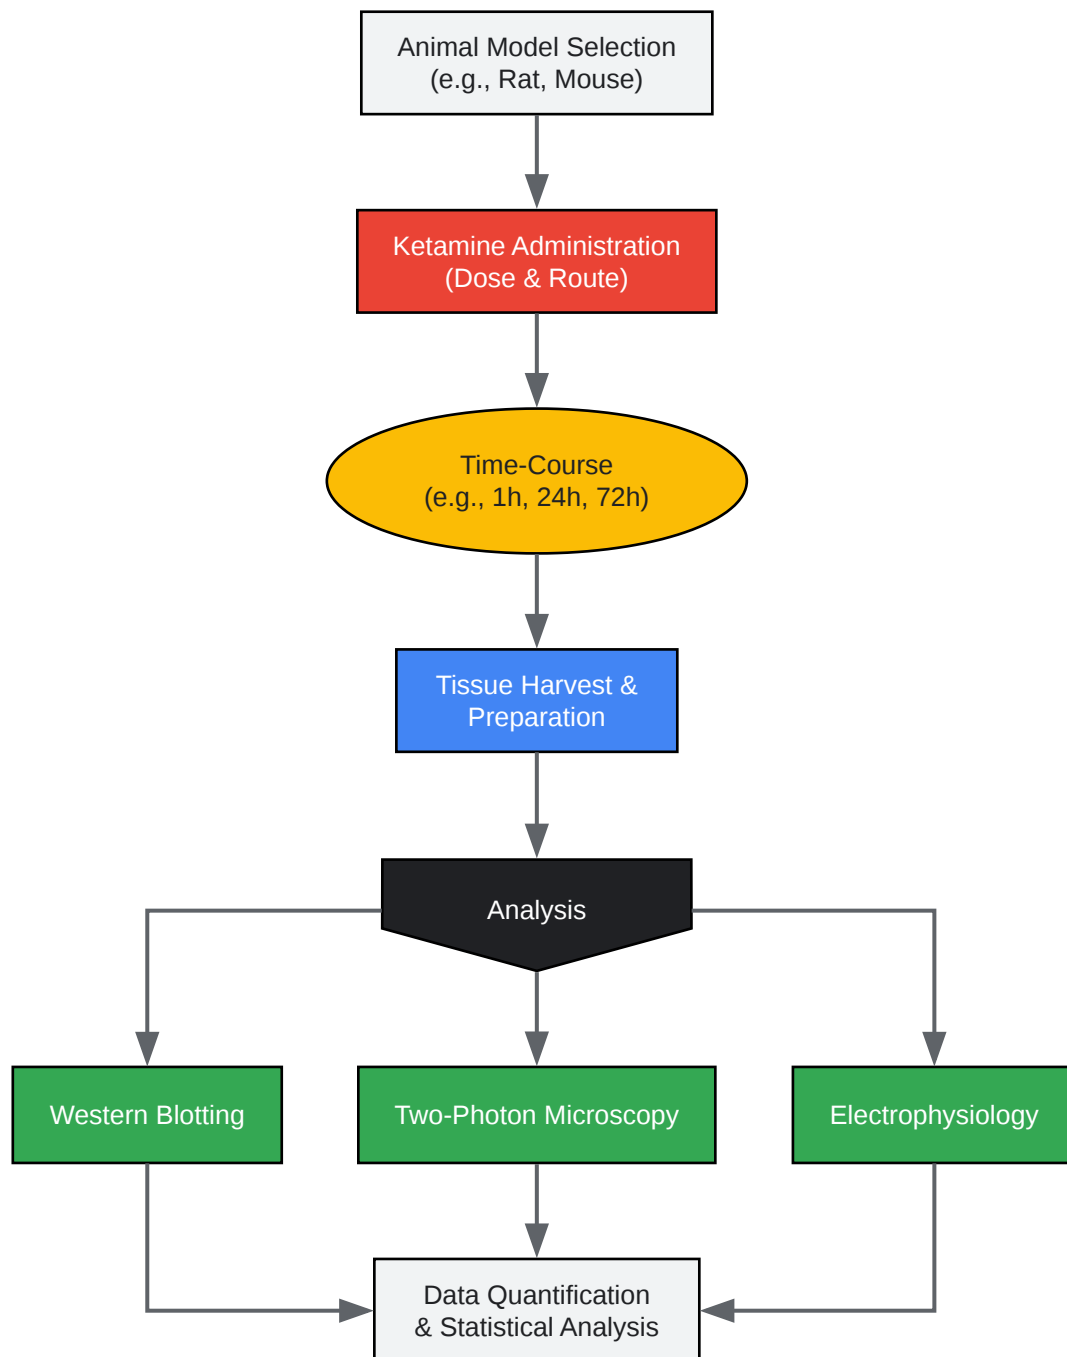 Animal Model Selection
(e.g., Rat, Mouse)
Ketamine Administration
(Dose & Route)
Time-Course
(e.g., 1h, 24h, 72h)
Tissue Harvest &
Preparation
Analysis
Western Blotting
Two-Photon Microscopy
Electrophysiology
Data Quantification
& Statistical Analysis